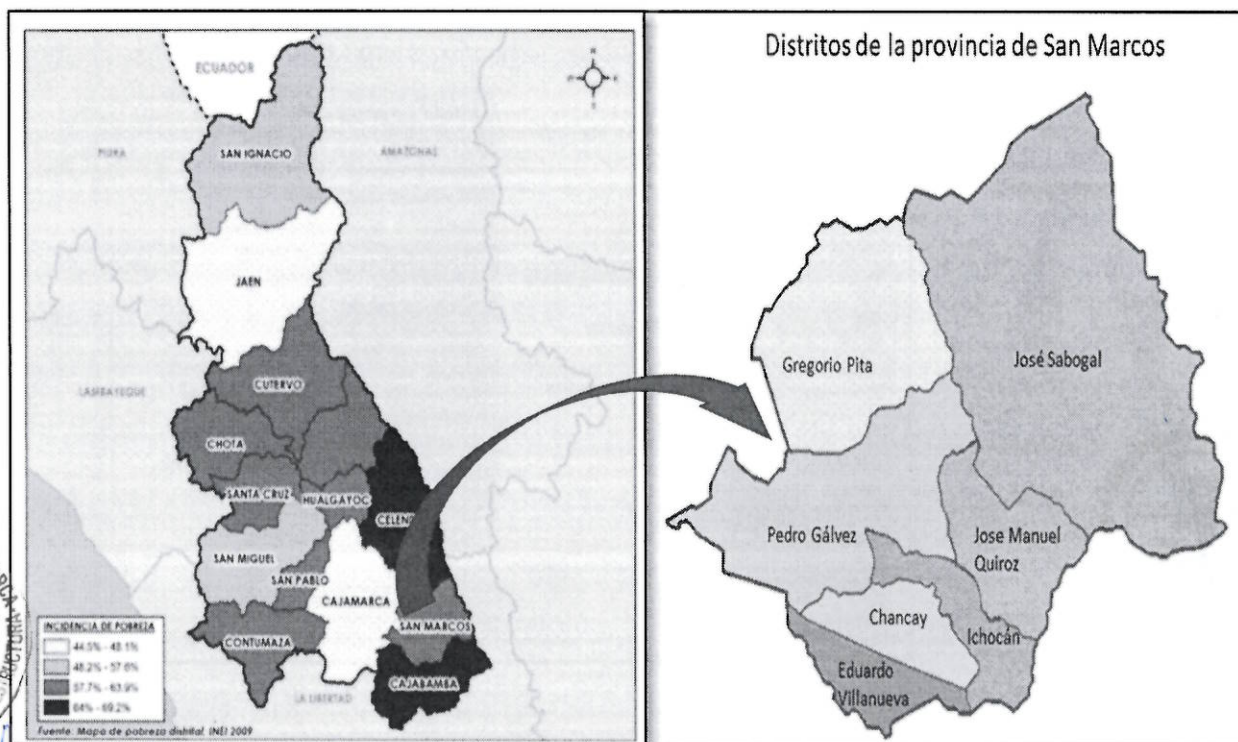 ECUADOR
PIURA
SAN IGNACIO
AMAZONAS
JAEN
LAMBAYEQUE
CUTERVO
CHOTA
SANTA CRUZ
HUALGAYOC
SAN MIGUEL
SAN PABLO
CAJAMARCA
SAN MARCOS
CONTUMAZA
CAJABAMBA
LA LIBERTAD
INCIDENCIA DE POBREZA
44.5% - 48.1%
48.2% - 57.6%
57.7% - 63.9%
64% - 69.2%
Fuente: Mapa de pobreza distrital. INEI 2009
Distritos de la provincia de San Marcos
Gregorio Pita
José Sabogal
Pedro Gálvez
Jose Manuel
Quiroz
Chancay
Ichocán
Eduardo
Villanueva